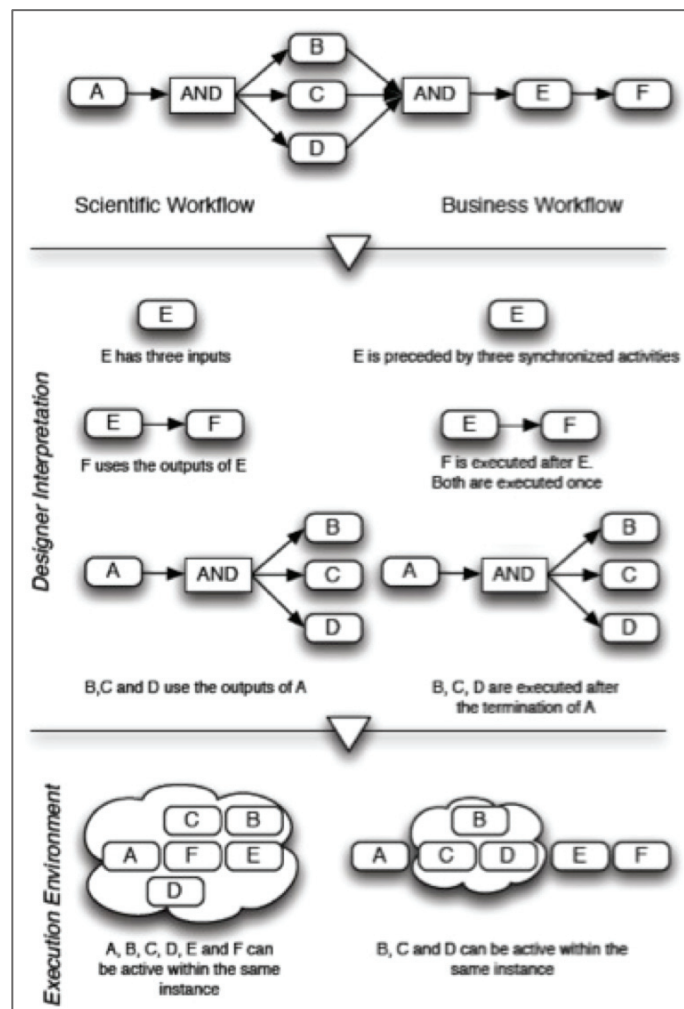 B
A AND C AND E F
D
Scientific Workflow Business Workflow
Designer Interpretation
E E
E has three inputs E is preceded by three synchronized activities
E F E F
F uses the outputs of E F is executed after E.
Both are executed once
B B
A AND C A AND C
D D
B,C and D use the outputs of A B, C, D are executed after
the termination of A
Execution Environment
C B B
A F E A C D E F
D
A, B, C, D, E and F can B, C and D can be active within the
be active within the same same instance
instance